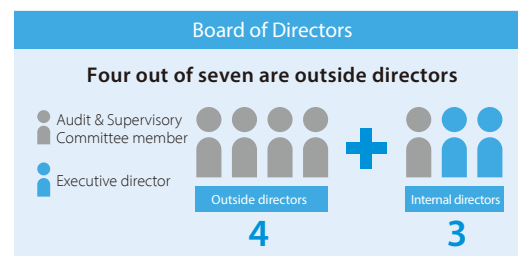 Board of Directors
Four out of seven are outside directors
Audit & Supervisory
Committee member
Executive director
Outside directors
Internal directors
4
3